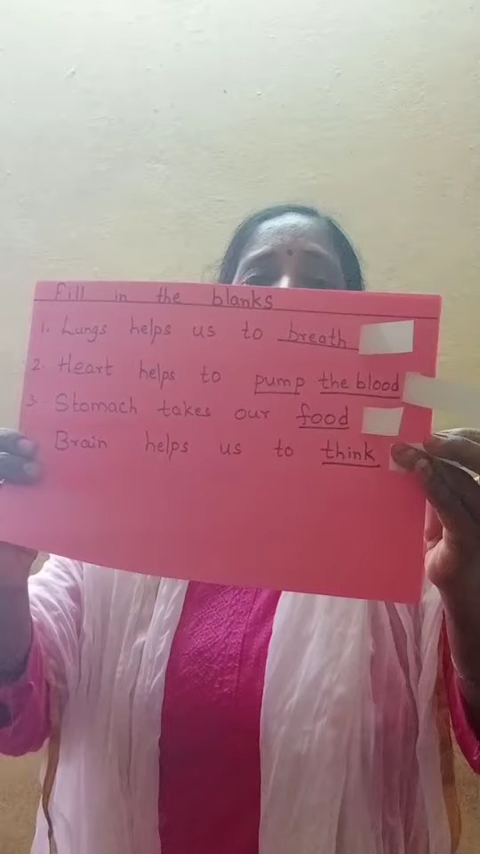 Fill in the blanks
1. Lungs helps us to breath
2. Heart helps to pump the blood
3. Stomach takes our food
Brain helps us to think